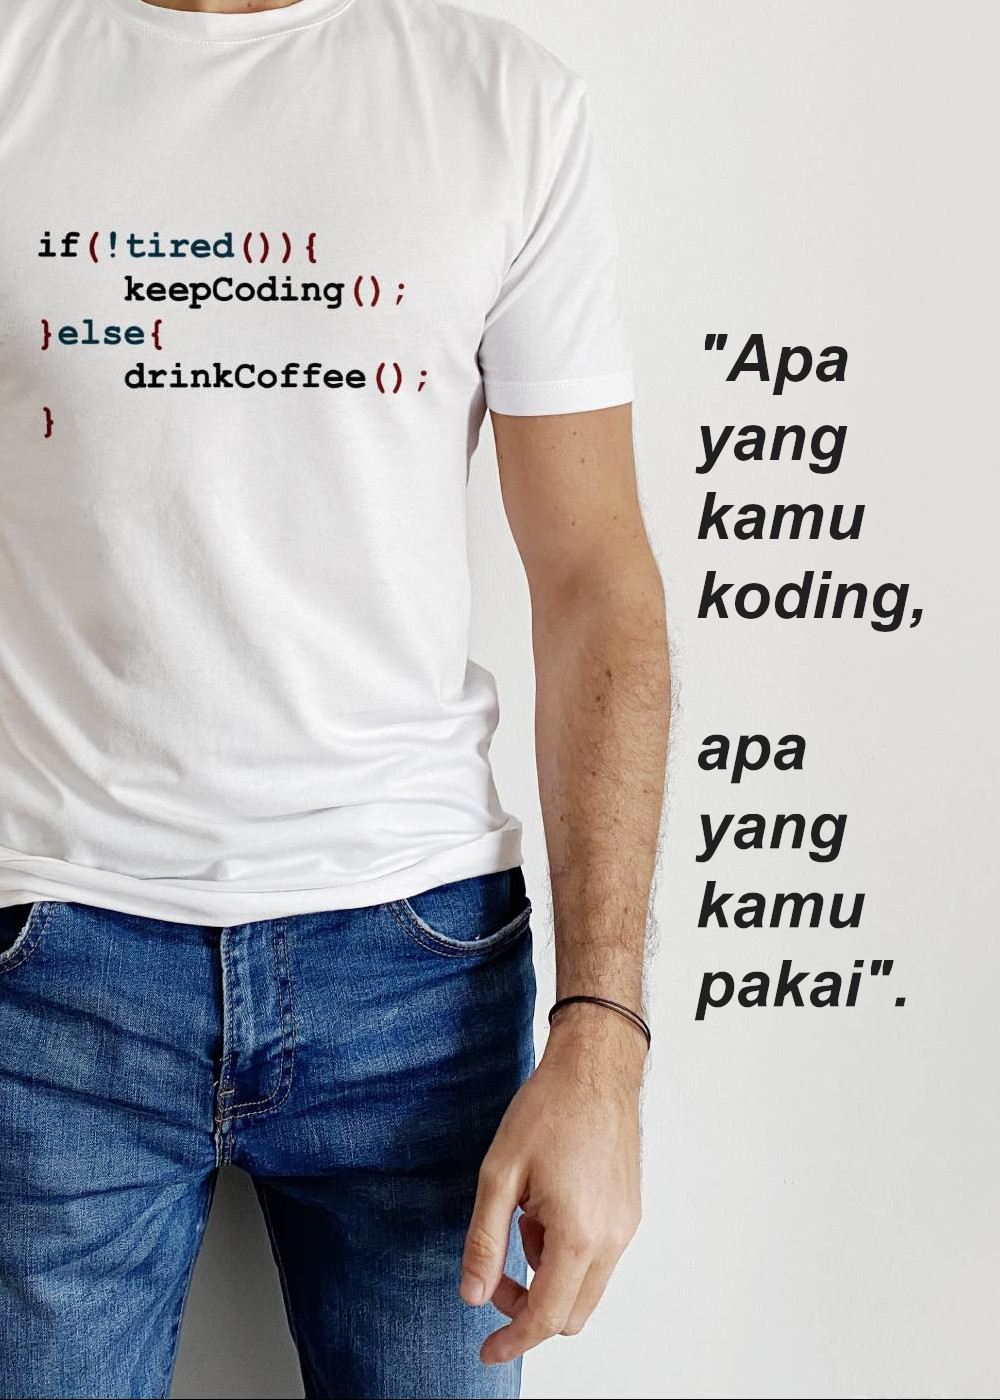 if(!tired()){
keepCoding();
}else{
drinkCoffee();
}
"Apa
yang
kamu
koding,
apa
yang
kamu
pakai".